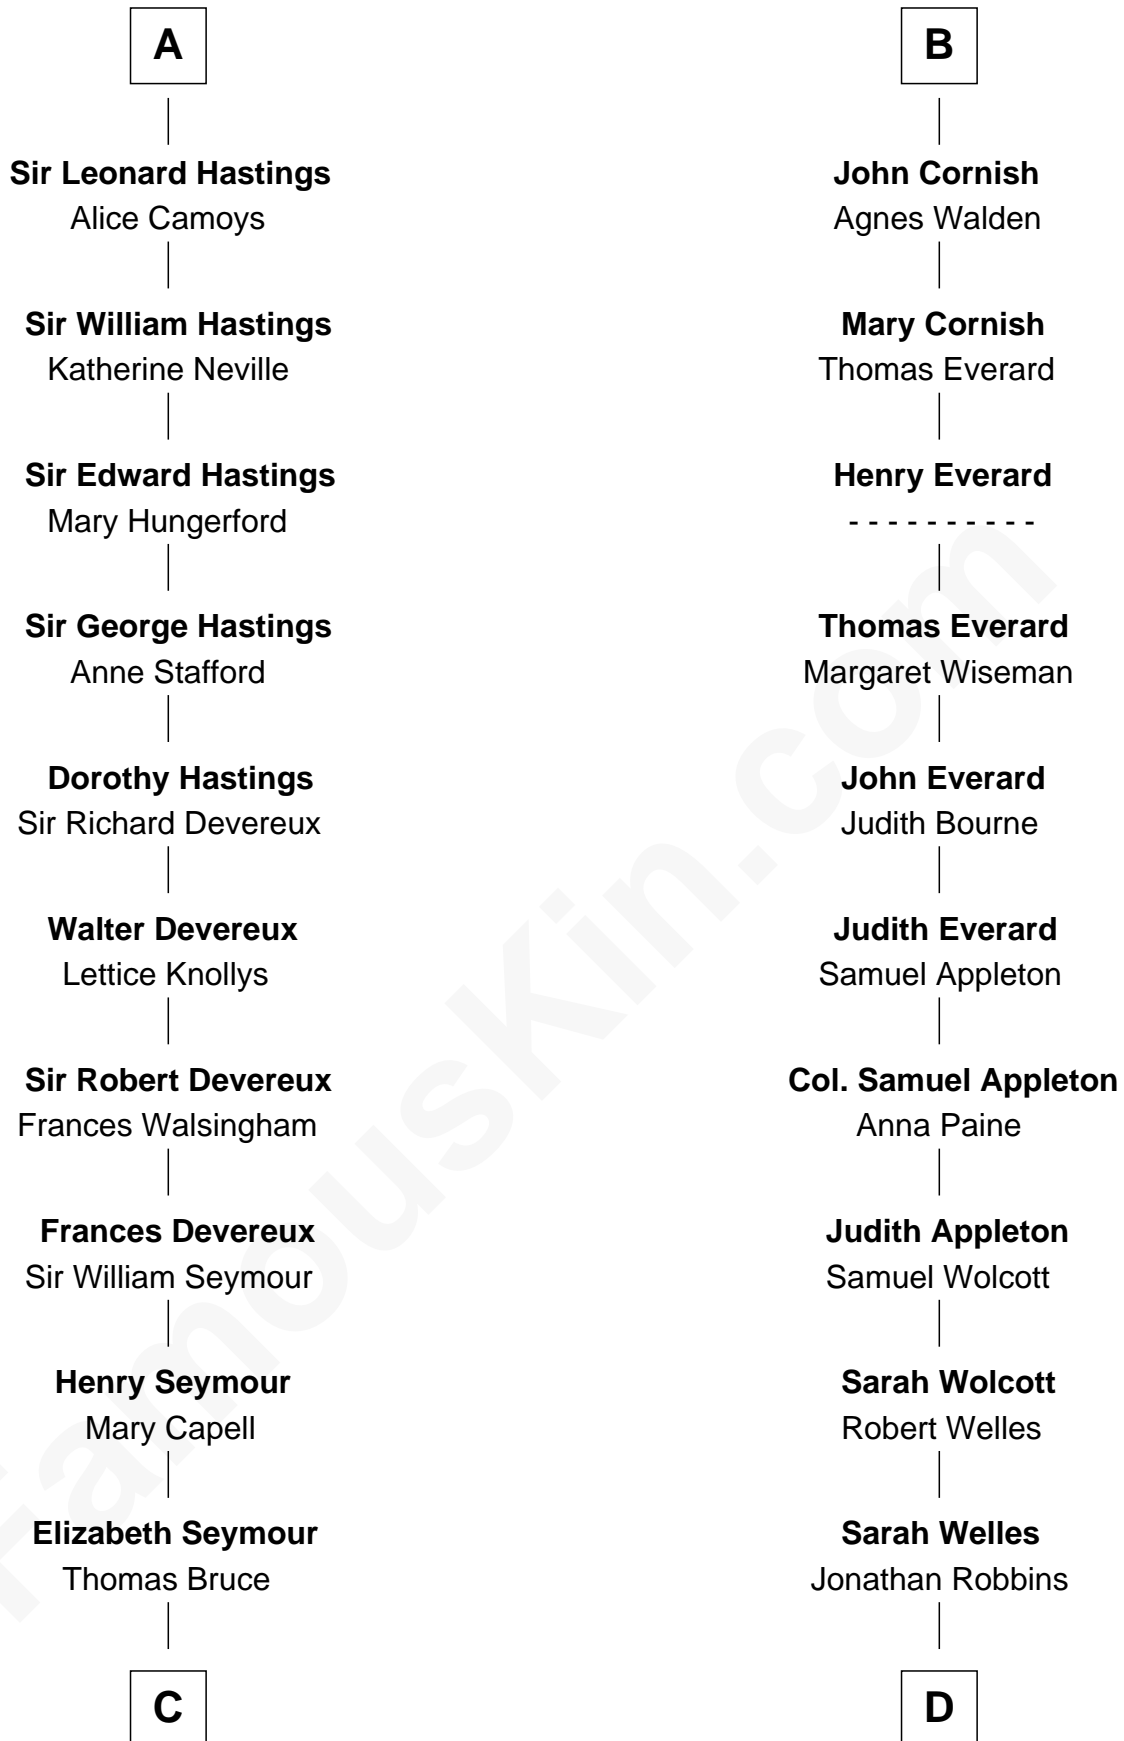 A
Sir Leonard Hastings
Alice Camoys
Sir William Hastings
Katherine Neville
Sir Edward Hastings
Mary Hungerford
Sir George Hastings
Anne Stafford
Dorothy Hastings
Sir Richard Devereux
Walter Devereux
Lettice Knollys
Sir Robert Devereux
Frances Walsingham
Frances Devereux
Sir William Seymour
Henry Seymour
Mary Capell
Elizabeth Seymour
Thomas Bruce
C
B
John Cornish
Agnes Walden
Mary Cornish
Thomas Everard
Henry Everard
- - - - - - - - - -
Thomas Everard
Margaret Wiseman
John Everard
Judith Bourne
Judith Everard
Samuel Appleton
Col. Samuel Appleton
Anna Paine
Judith Appleton
Samuel Wolcott
Sarah Wolcott
Robert Welles
Sarah Welles
Jonathan Robbins
D
FamousKin.com